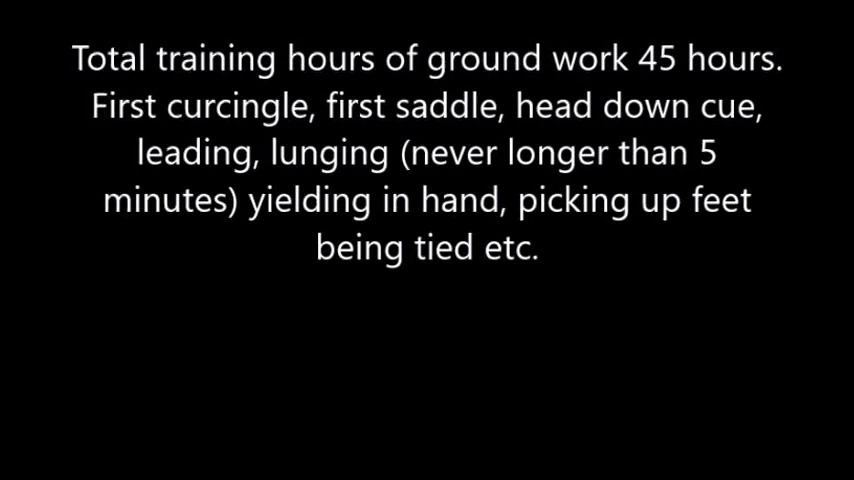 Total training hours of ground work 45 hours.
First curcingle, first saddle, head down cue,
leading, lunging (never longer than 5
minutes) yielding in hand, picking up feet
being tied etc.